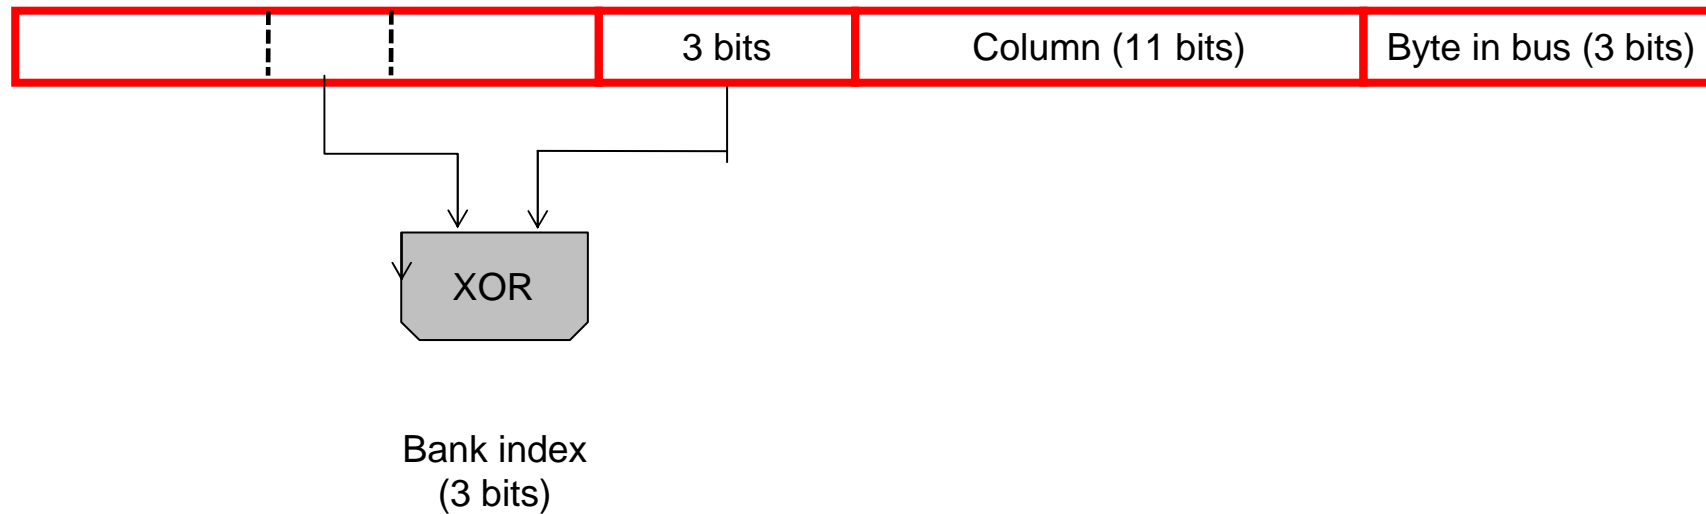 3 bits Column (11 bits) Byte in bus (3 bits)
XOR
Bank index
(3 bits)